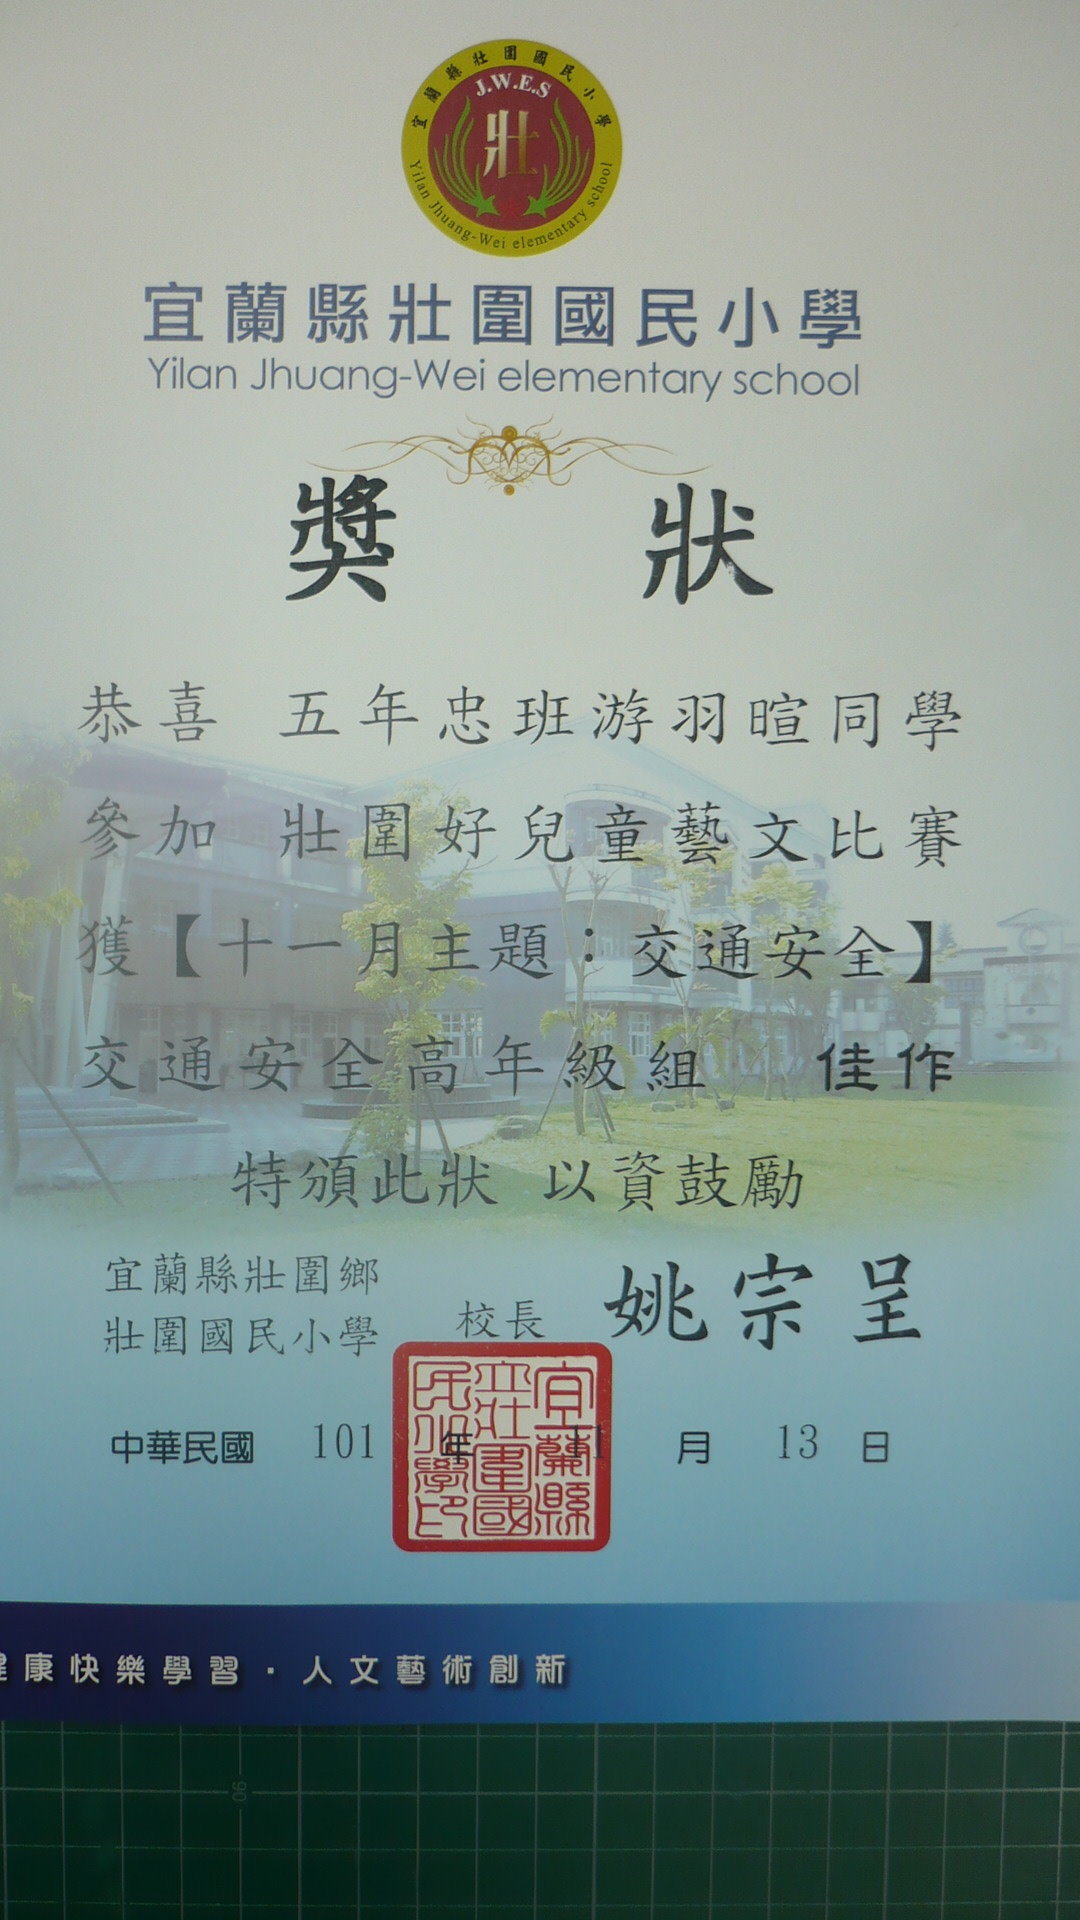 宜蘭縣壯圍國民小學
J.W.E.S
壯
Yilan Jhuang-Wei elementary school
宜蘭縣壯圍國民小學
Yilan Jhuang-Wei elementary school
獎 狀
恭喜 五年忠班游羽暄同學
參加 壯圍好兒童藝文比賽
獲【十一月主題：交通安全】
交通安全高年級組 佳作
特頒此狀 以資鼓勵
宜蘭縣壯圍鄉
壯圍國民小學 校長 姚宗呈
中華民國 101 年 11 月 13 日
宜蘭縣
立壯圍國
民小學印
健康快樂學習・人文藝術創新
90